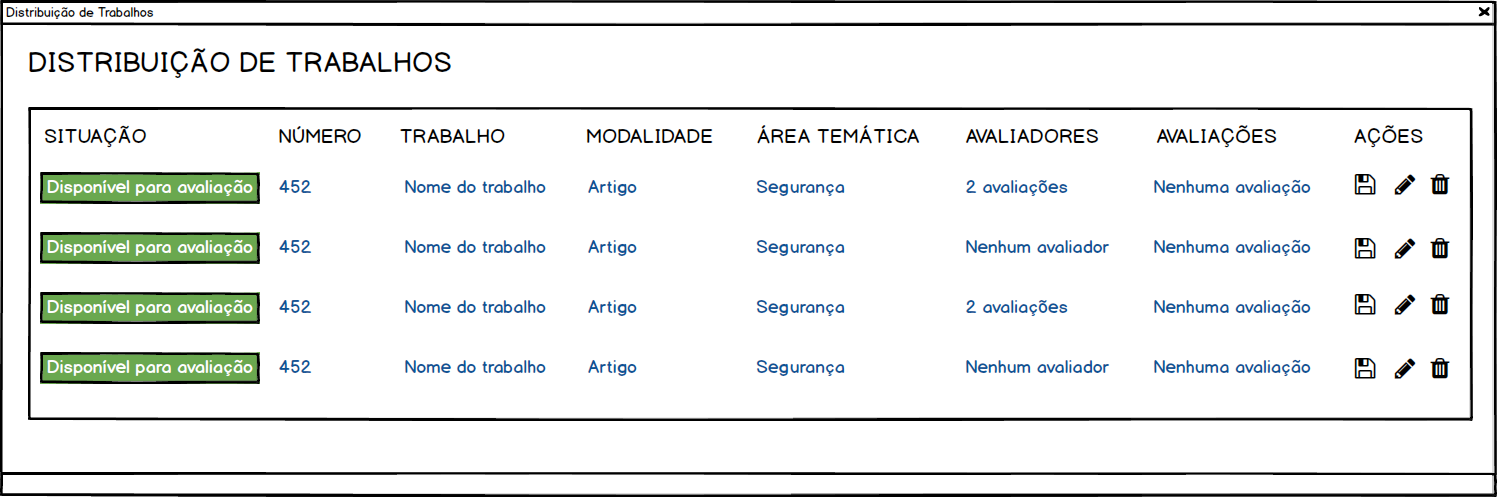 Distribuição de Trabalhos
DISTRIBUIÇÃO DE TRABALHOS
SITUAÇÃO NÚMERO TRABALHO MODALIDADE ÁREA TEMÁTICA AVALIADORES AVALIAÇÕES AÇÕES
Disponível para avaliação 452 Nome do trabalho Artigo Segurança 2 avaliações Nenhuma avaliação
Disponível para avaliação 452 Nome do trabalho Artigo Segurança Nenhum avaliador Nenhuma avaliação
Disponível para avaliação 452 Nome do trabalho Artigo Segurança 2 avaliações Nenhuma avaliação
Disponível para avaliação 452 Nome do trabalho Artigo Segurança Nenhum avaliador Nenhuma avaliação